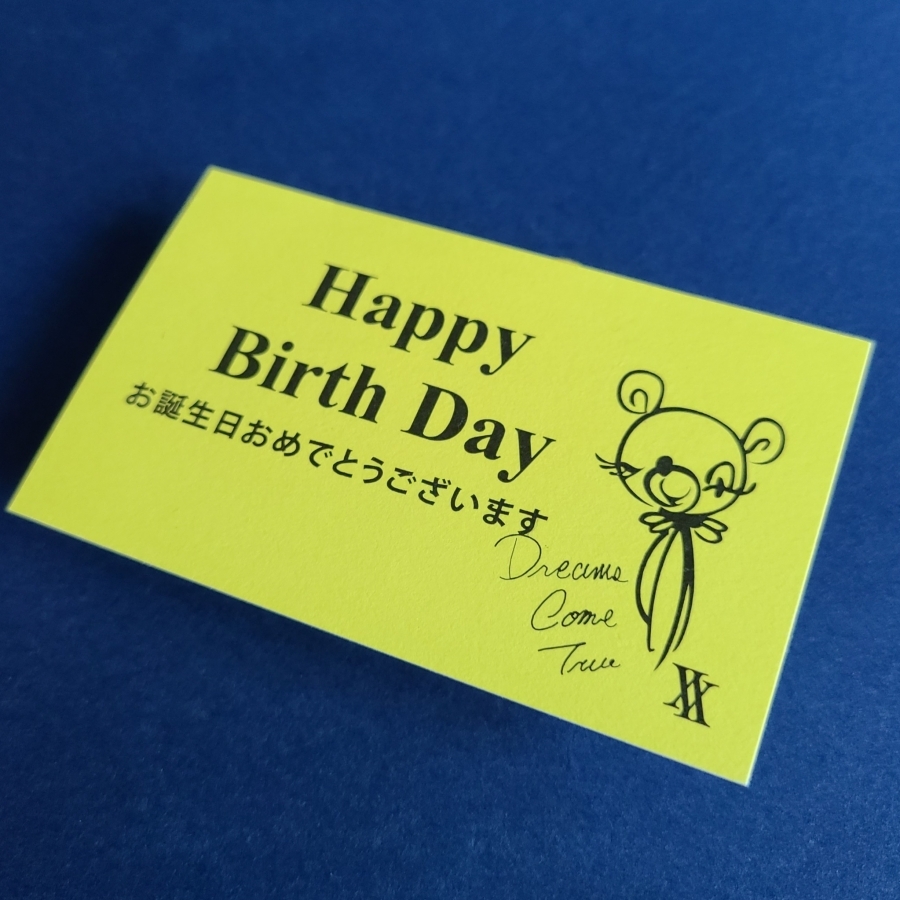 Happy
Birth Day
お誕生日おめでとうございます
Dreams
Come
True